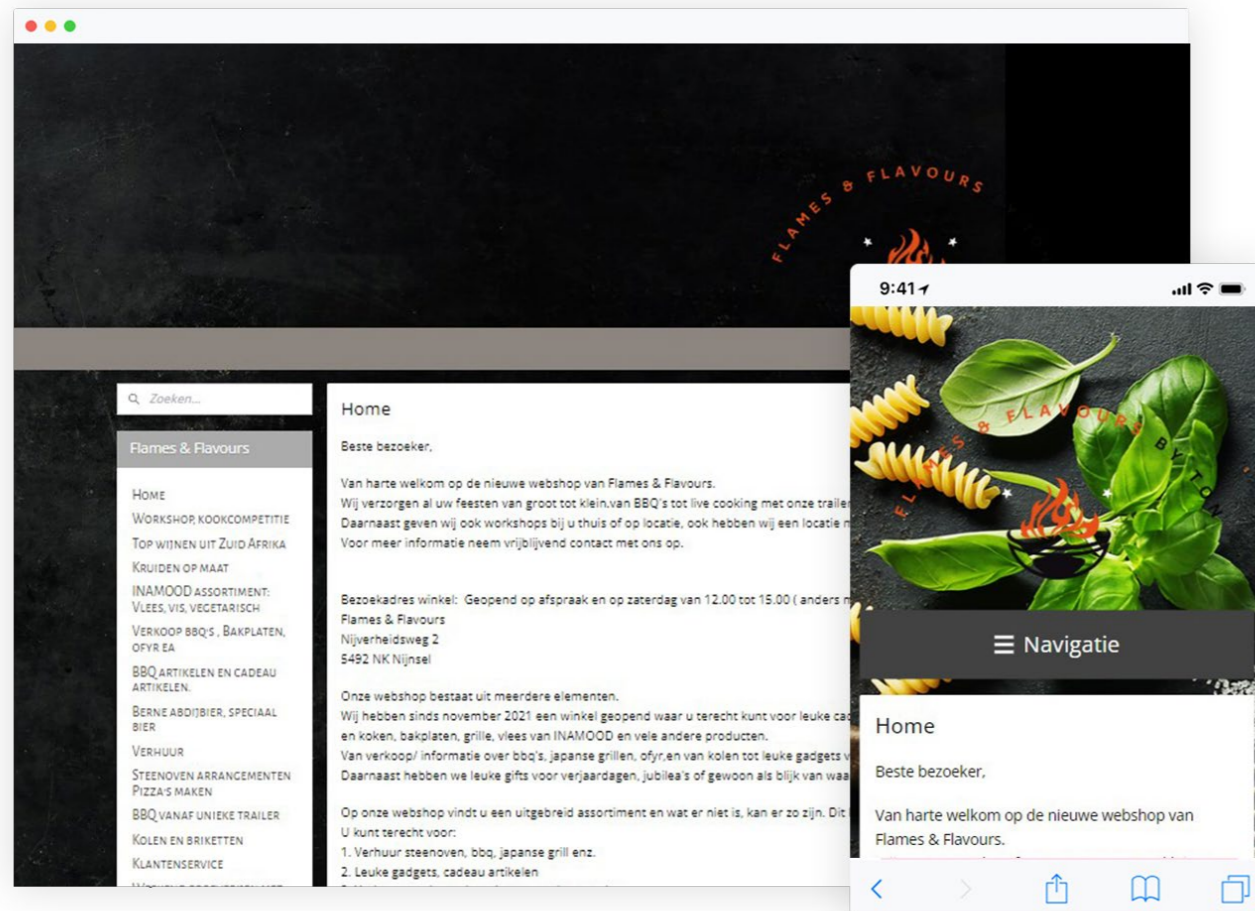 FLAMES & FLAVOURS
Zoeken...
Flames & Flavours
HOME
WORKSHOP, KOOKCOMPETITIE
TOP WIJNEN UIT ZUID AFRIKA
KRUIDEN OP MAAT
INAMOOD ASSORTIMENT:
VLEES, VIS, VEGETARISCH
VERKOOP BBQ'S , BAKPLATEN,
OFYR EA
BBQ ARTIKELEN EN CADEAU
ARTIKELEN.
BERNE ABDIJBIER, SPECIAAL
BIER
VERHUUR
STEENOVEN ARRANGEMENTEN
PIZZA'S MAKEN
BBQ VANAF UNIEKE TRAILER
KOLEN EN BRIKETTEN
KLANTENSERVICE
Home
Beste bezoeker,
Van harte welkom op de nieuwe webshop van Flames & Flavours.
Wij verzorgen al uw feesten van groot tot klein.van BBQ's tot live cooking met onze trailer
Daarnaast geven wij ook workshops bij u thuis of op locatie, ook hebben wij een locatie
Voor meer informatie neem vrijblijvend contact met ons op.
Bezoekadres winkel: Geopend op afspraak en op zaterdag van 12.00 tot 15.00 ( anders
Flames & Flavours
Nijverheidsweg 2
5492 NK Nijnsel
Onze webshop bestaat uit meerdere elementen.
Wij hebben sinds november 2021 een winkel geopend waar u terecht kunt voor leuke
en koken, bakplaten, grille, vlees van INAMOOD en vele andere producten.
Van verkoop/ informatie over bbq's, japanse grillen, ofyr,en van kolen tot leuke gadgets
Daarnaast hebben we leuke gifts voor verjaardagen, jubilea's of gewoon als blijk van
Op onze webshop vindt u een uitgebreid assortiment en wat er niet is, kan er zo zijn. Dit
U kunt terecht voor:
1. Verhuur steenoven, bbq, japanse grill enz.
2. Leuke gadgets, cadeau artikelen
9:41
FLAMES & FLAVOURS BY TON
☰ Navigatie
Home
Beste bezoeker,
Van harte welkom op de nieuwe webshop van
Flames & Flavours.